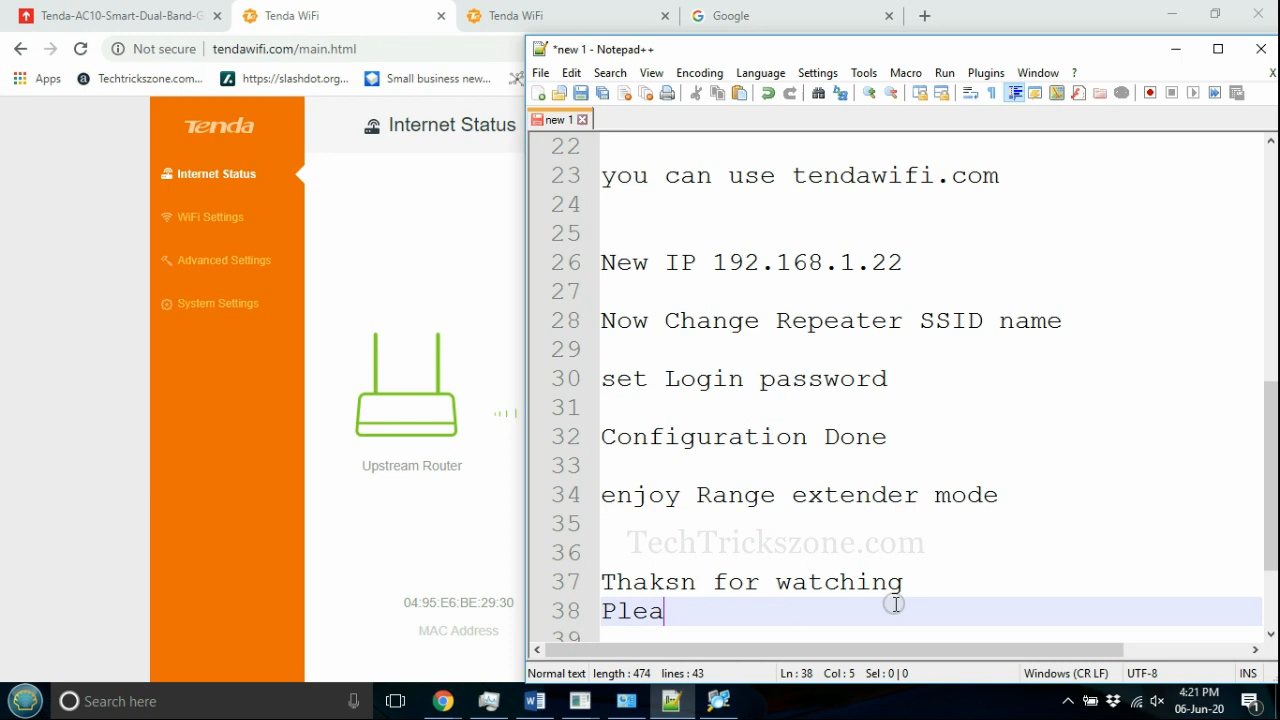 Tenda-AC10-Smart-Dual-Band-G
Tenda WiFi
Tenda WiFi
Google
Not secure
tendawifi.com/main.html
Apps
Techtrickszone.com...
https://slashdot.org...
Small business new...
Tenda
Internet Status
WiFi Settings
Advanced Settings
System Settings
Internet Status
Upstream Router
04:95:E6:BE:29:30
MAC Address
*new 1 - Notepad++
File Edit Search View Encoding Language Settings Tools Macro Run Plugins Window ? X
new 1
22
23 you can use tendawifi.com
24
25
26 New IP 192.168.1.22
27
28 Now Change Repeater SSID name
29
30 set Login password
31
32 Configuration Done
33
34 enjoy Range extender mode
35
TechTrickszone.com
36
37 Thaksn for watching
38 Plea
39
Normal text length : 474 lines : 43 Ln : 38 Col : 5 Sel : 0 | 0 Windows (CR LF) UTF-8 INS
Search here
4:21 PM
06-Jun-20
1